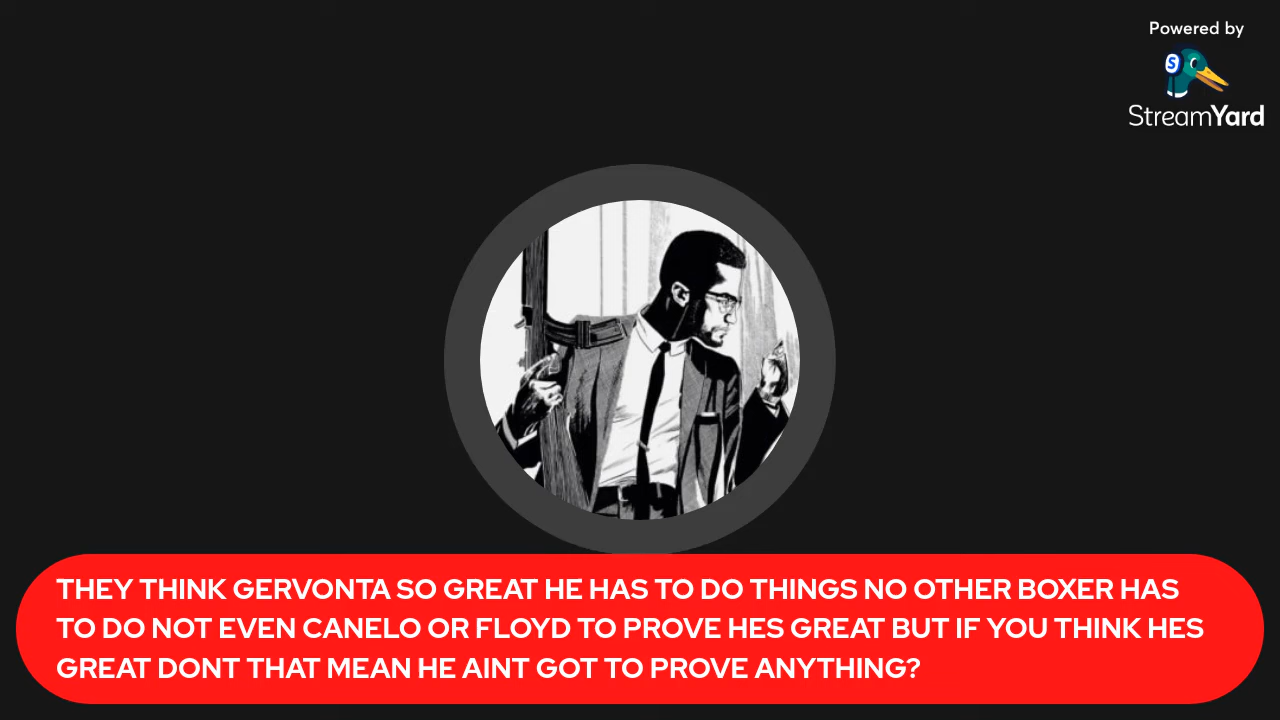 Powered by
S
StreamYard
THEY THINK GERVONTA SO GREAT HE HAS TO DO THINGS NO OTHER BOXER HAS
TO DO NOT EVEN CANELO OR FLOYD TO PROVE HES GREAT BUT IF YOU THINK HES
GREAT DONT THAT MEAN HE AINT GOT TO PROVE ANYTHING?